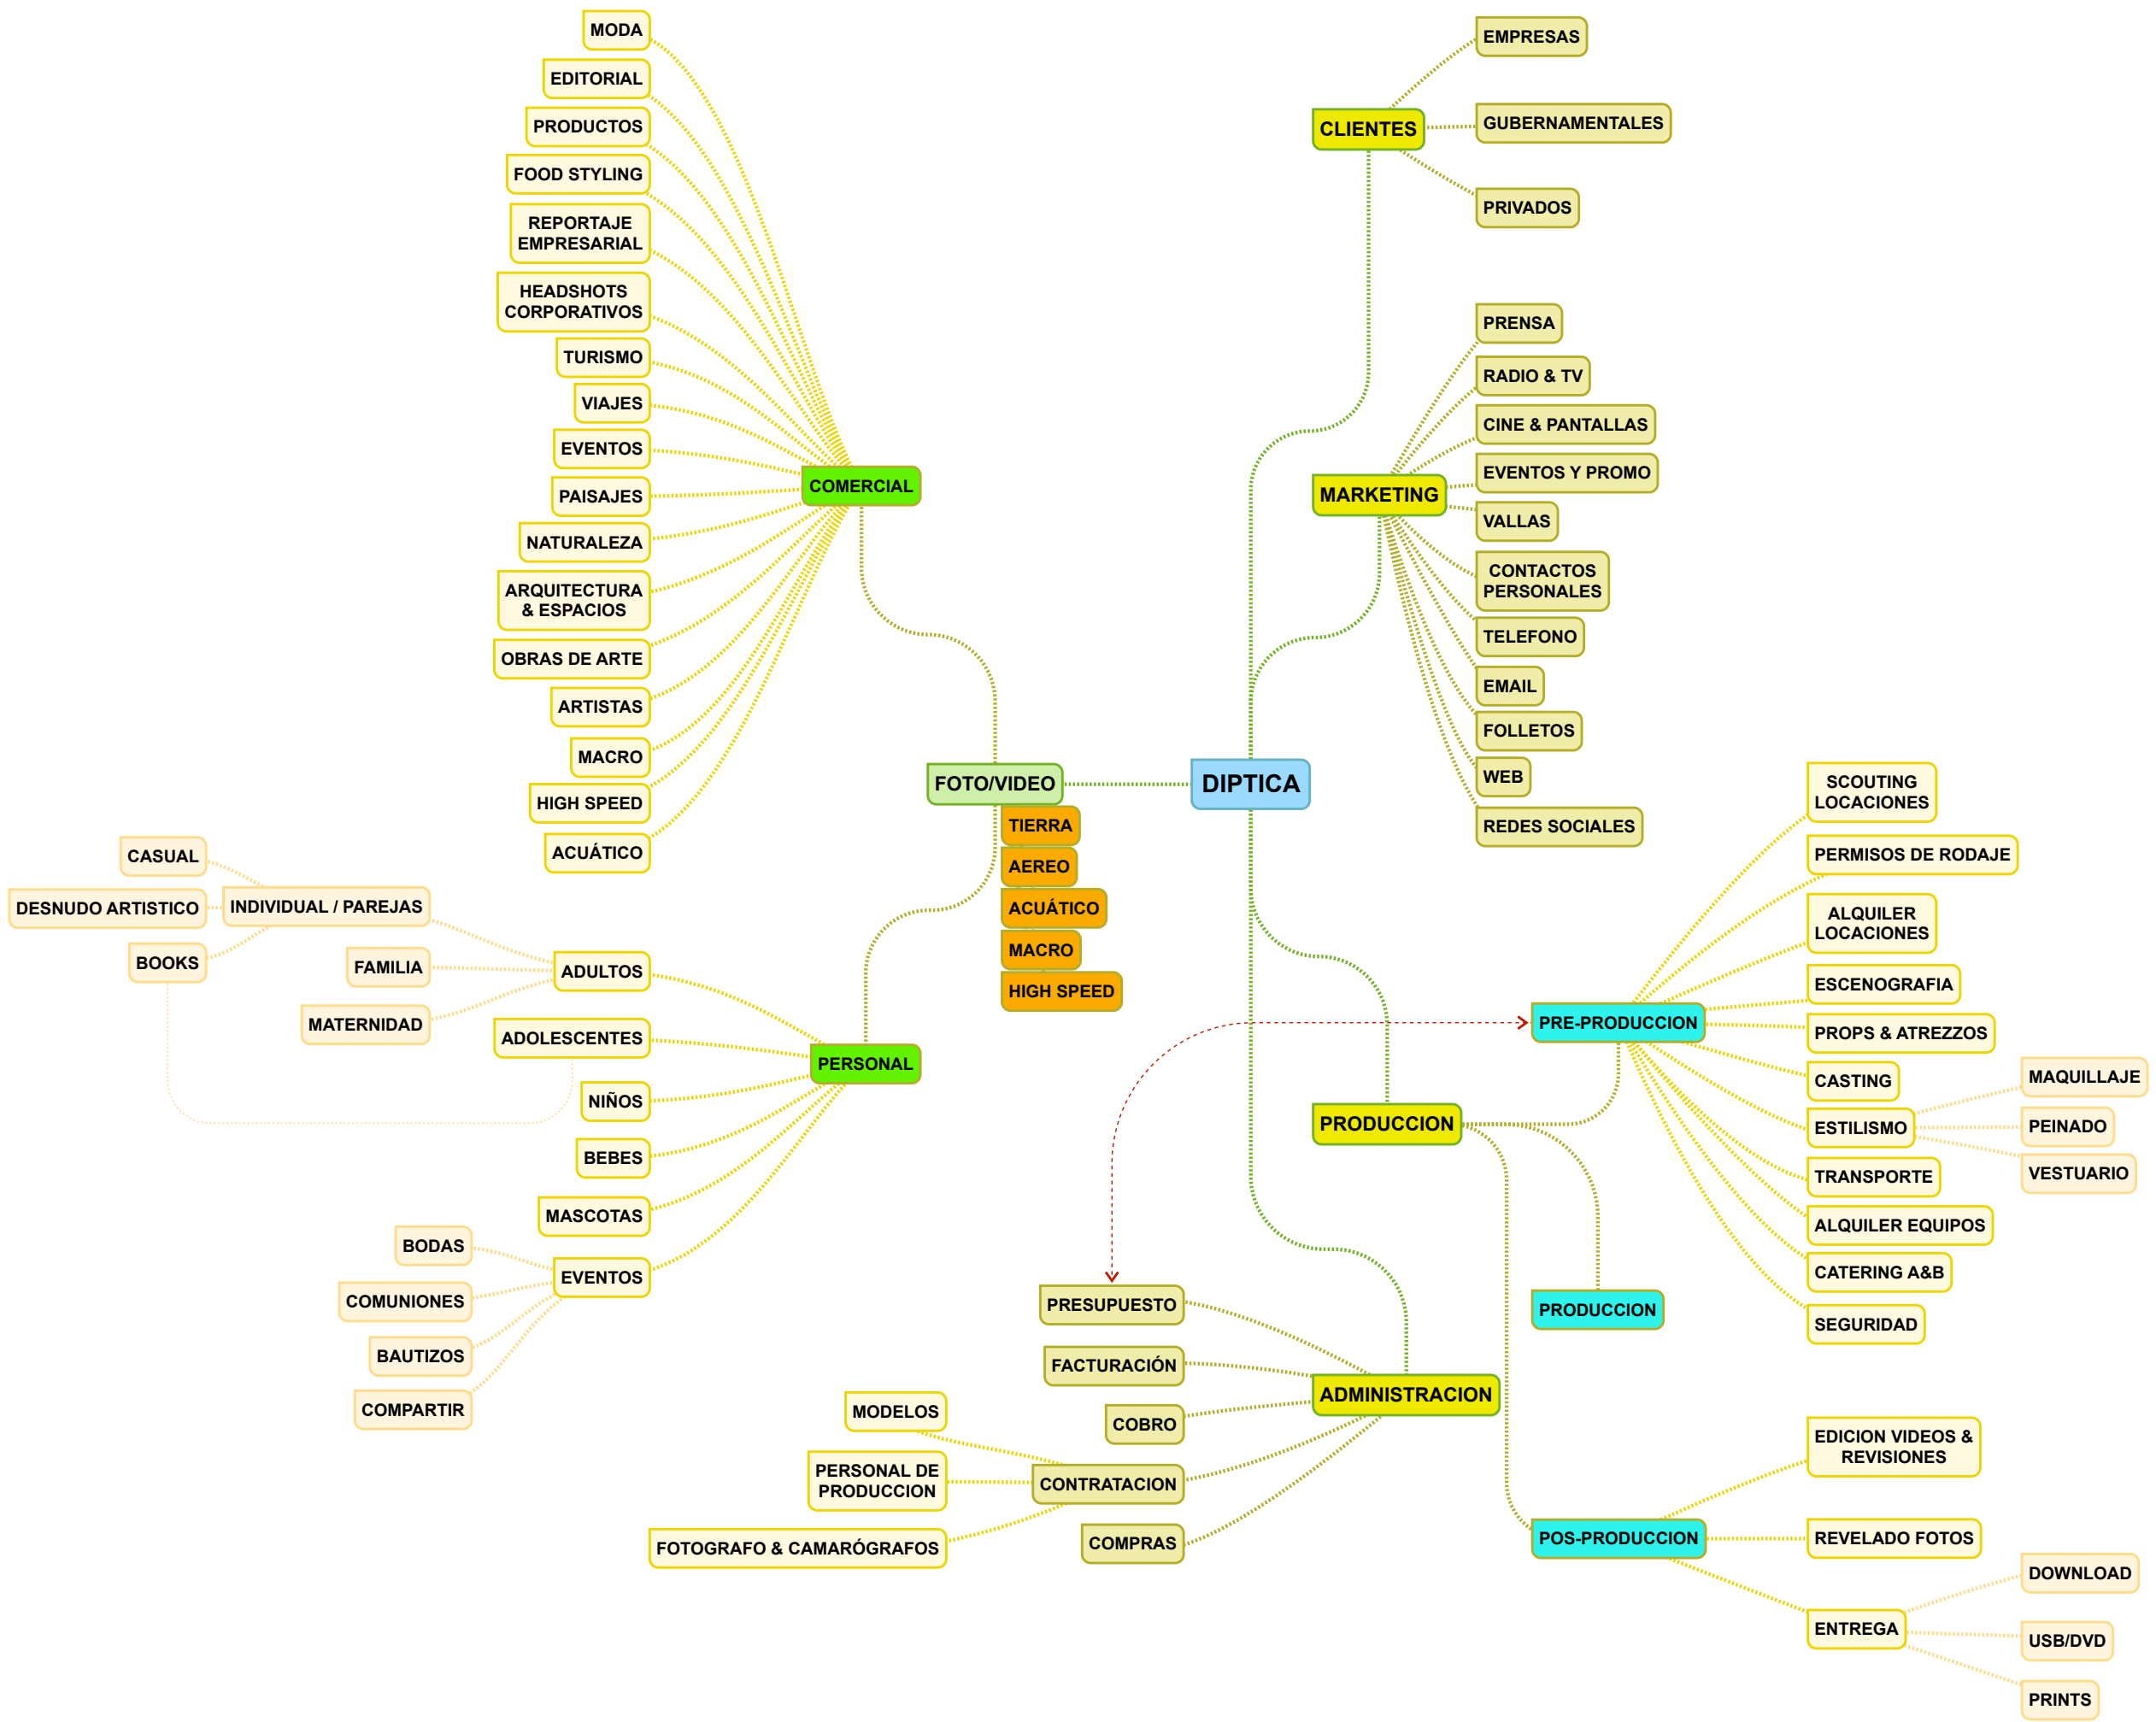 MODA
EDITORIAL
PRODUCTOS
FOOD STYLING
REPORTAJE
EMPRESARIAL
HEADSHOTS
CORPORATIVOS
TURISMO
VIAJES
EVENTOS
PAISAJES
NATURALEZA
ARQUITECTURA
& ESPACIOS
OBRAS DE ARTE
ARTISTAS
MACRO
HIGH SPEED
ACUÁTICO
COMERCIAL
FOTO/VIDEO
TIERRA
AEREO
ACUÁTICO
MACRO
HIGH SPEED
CASUAL
DESNUDO ARTISTICO
BOOKS
INDIVIDUAL / PAREJAS
FAMILIA
MATERNIDAD
ADULTOS
ADOLESCENTES
NIÑOS
BEBES
MASCOTAS
EVENTOS
BODAS
COMUNIONES
BAUTIZOS
COMPARTIR
PERSONAL
DIPTICA
CLIENTES
EMPRESAS
GUBERNAMENTALES
PRIVADOS
MARKETING
PRENSA
RADIO & TV
CINE & PANTALLAS
EVENTOS Y PROMO
VALLAS
CONTACTOS
PERSONALES
TELEFONO
EMAIL
FOLLETOS
WEB
REDES SOCIALES
PRODUCCION
PRE-PRODUCCION
SCOUTING
LOCACIONES
PERMISOS DE RODAJE
ALQUILER
LOCACIONES
ESCENOGRAFIA
PROPS & ATREZZOS
CASTING
ESTILISMO
MAQUILLAJE
PEINADO
VESTUARIO
TRANSPORTE
ALQUILER EQUIPOS
CATERING A&B
SEGURIDAD
PRODUCCION
POS-PRODUCCION
EDICION VIDEOS &
REVISIONES
REVELADO FOTOS
ENTREGA
DOWNLOAD
USB/DVD
PRINTS
ADMINISTRACION
PRESUPUESTO
FACTURACIÓN
COBRO
CONTRATACION
MODELOS
PERSONAL DE
PRODUCCION
FOTOGRAFO & CAMARÓGRAFOS
COMPRAS